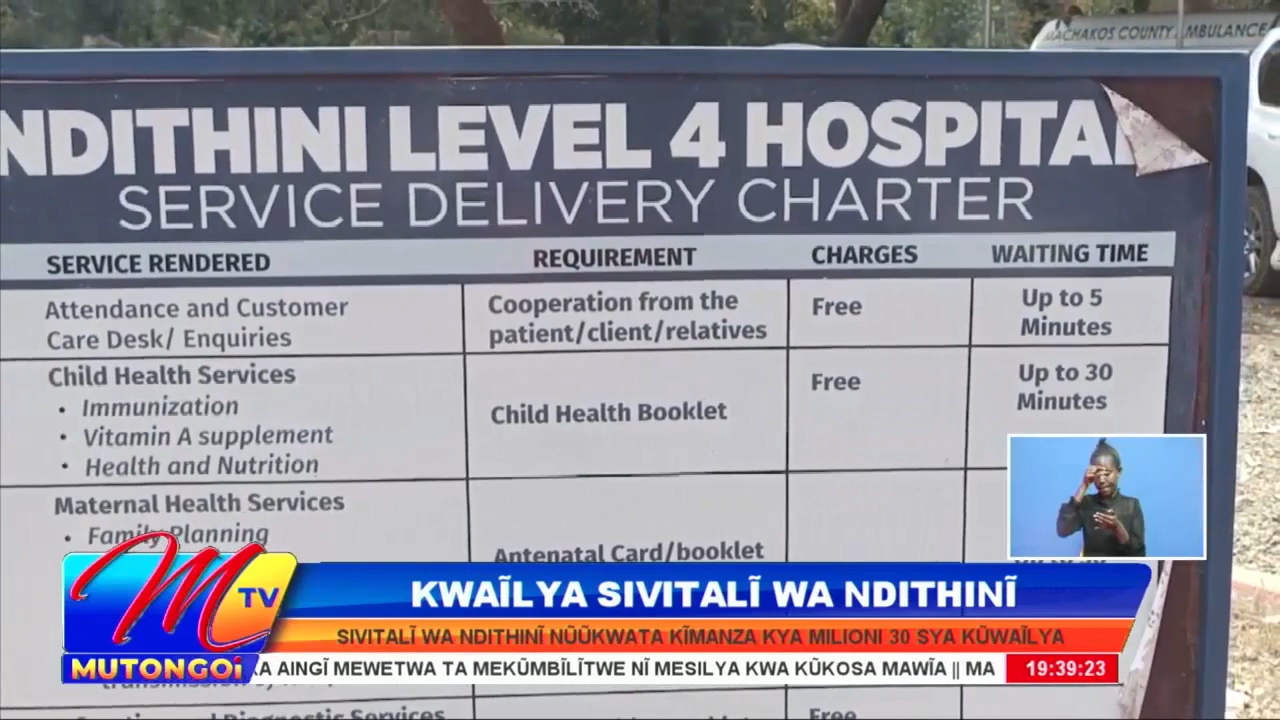 MACHAKOS COUNTY AMBULANCE
NDITHINI LEVEL 4 HOSPITAL
SERVICE DELIVERY CHARTER
SERVICE RENDERED REQUIREMENT CHARGES WAITING TIME
Attendance and Customer
Care Desk/ Enquiries
Cooperation from the
patient/client/relatives
Free
Up to 5
Minutes
Child Health Services
• Immunization
• Vitamin A supplement
• Health and Nutrition
Child Health Booklet
Free
Up to 30
Minutes
Maternal Health Services
• Family Planning
Antenatal Card/booklet
M TV
MUTONGOi
KWAĨLYA SIVITALĨ WA NDITHINĨ
SIVITALĨ WA NDITHINĨ NŨŨKWATA KĨMANZA KYA MILIONI 30 SYA KŨWAĨLYA
AINGĨ MEWETWA TA MEKŨMBĨLĨTWE NĨ MESILYA KWA KŨKOSA MAWĨA || MA
19:39:23
Services
Free